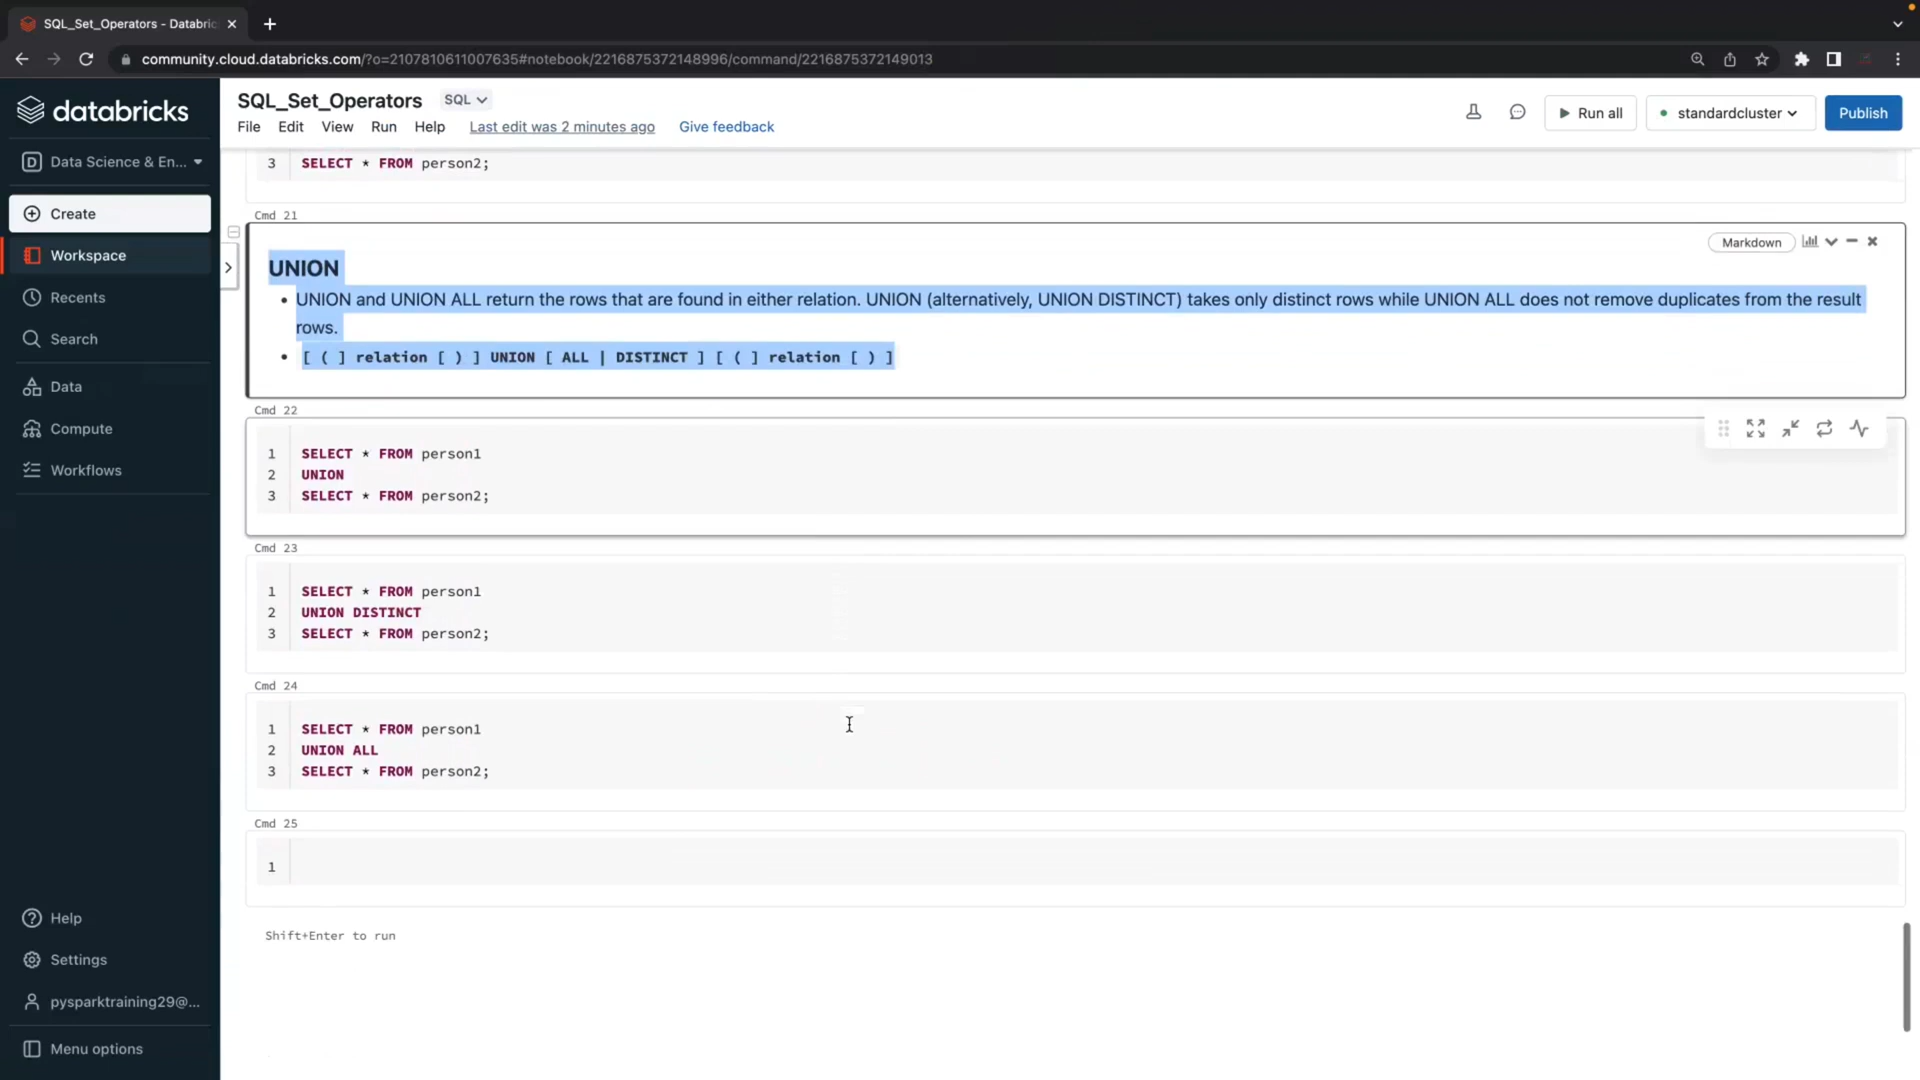 SQL_Set_Operators - Databric
community.cloud.databricks.com/?o=2107810611007635#notebook/2216875372148996/command/2216875372149013
databricks
SQL_Set_Operators SQL
File Edit View Run Help Last edit was 2 minutes ago Give feedback
Run all
standardcluster
Publish
D Data Science & En...
Create
Workspace
Recents
Search
Data
Compute
Workflows
Help
Settings
pysparktraining29@...
Menu options
3 SELECT * FROM person2;
Cmd 21
Markdown
UNION
• UNION and UNION ALL return the rows that are found in either relation. UNION (alternatively, UNION DISTINCT) takes only distinct rows while UNION ALL does not remove duplicates from the result
rows.
• [ ( ] relation [ ) ] UNION [ ALL | DISTINCT ] [ ( ] relation [ ) ]
Cmd 22
1 SELECT * FROM person1
2 UNION
3 SELECT * FROM person2;
Cmd 23
1 SELECT * FROM person1
2 UNION DISTINCT
3 SELECT * FROM person2;
Cmd 24
1 SELECT * FROM person1
2 UNION ALL
3 SELECT * FROM person2;
Cmd 25
1
Shift+Enter to run